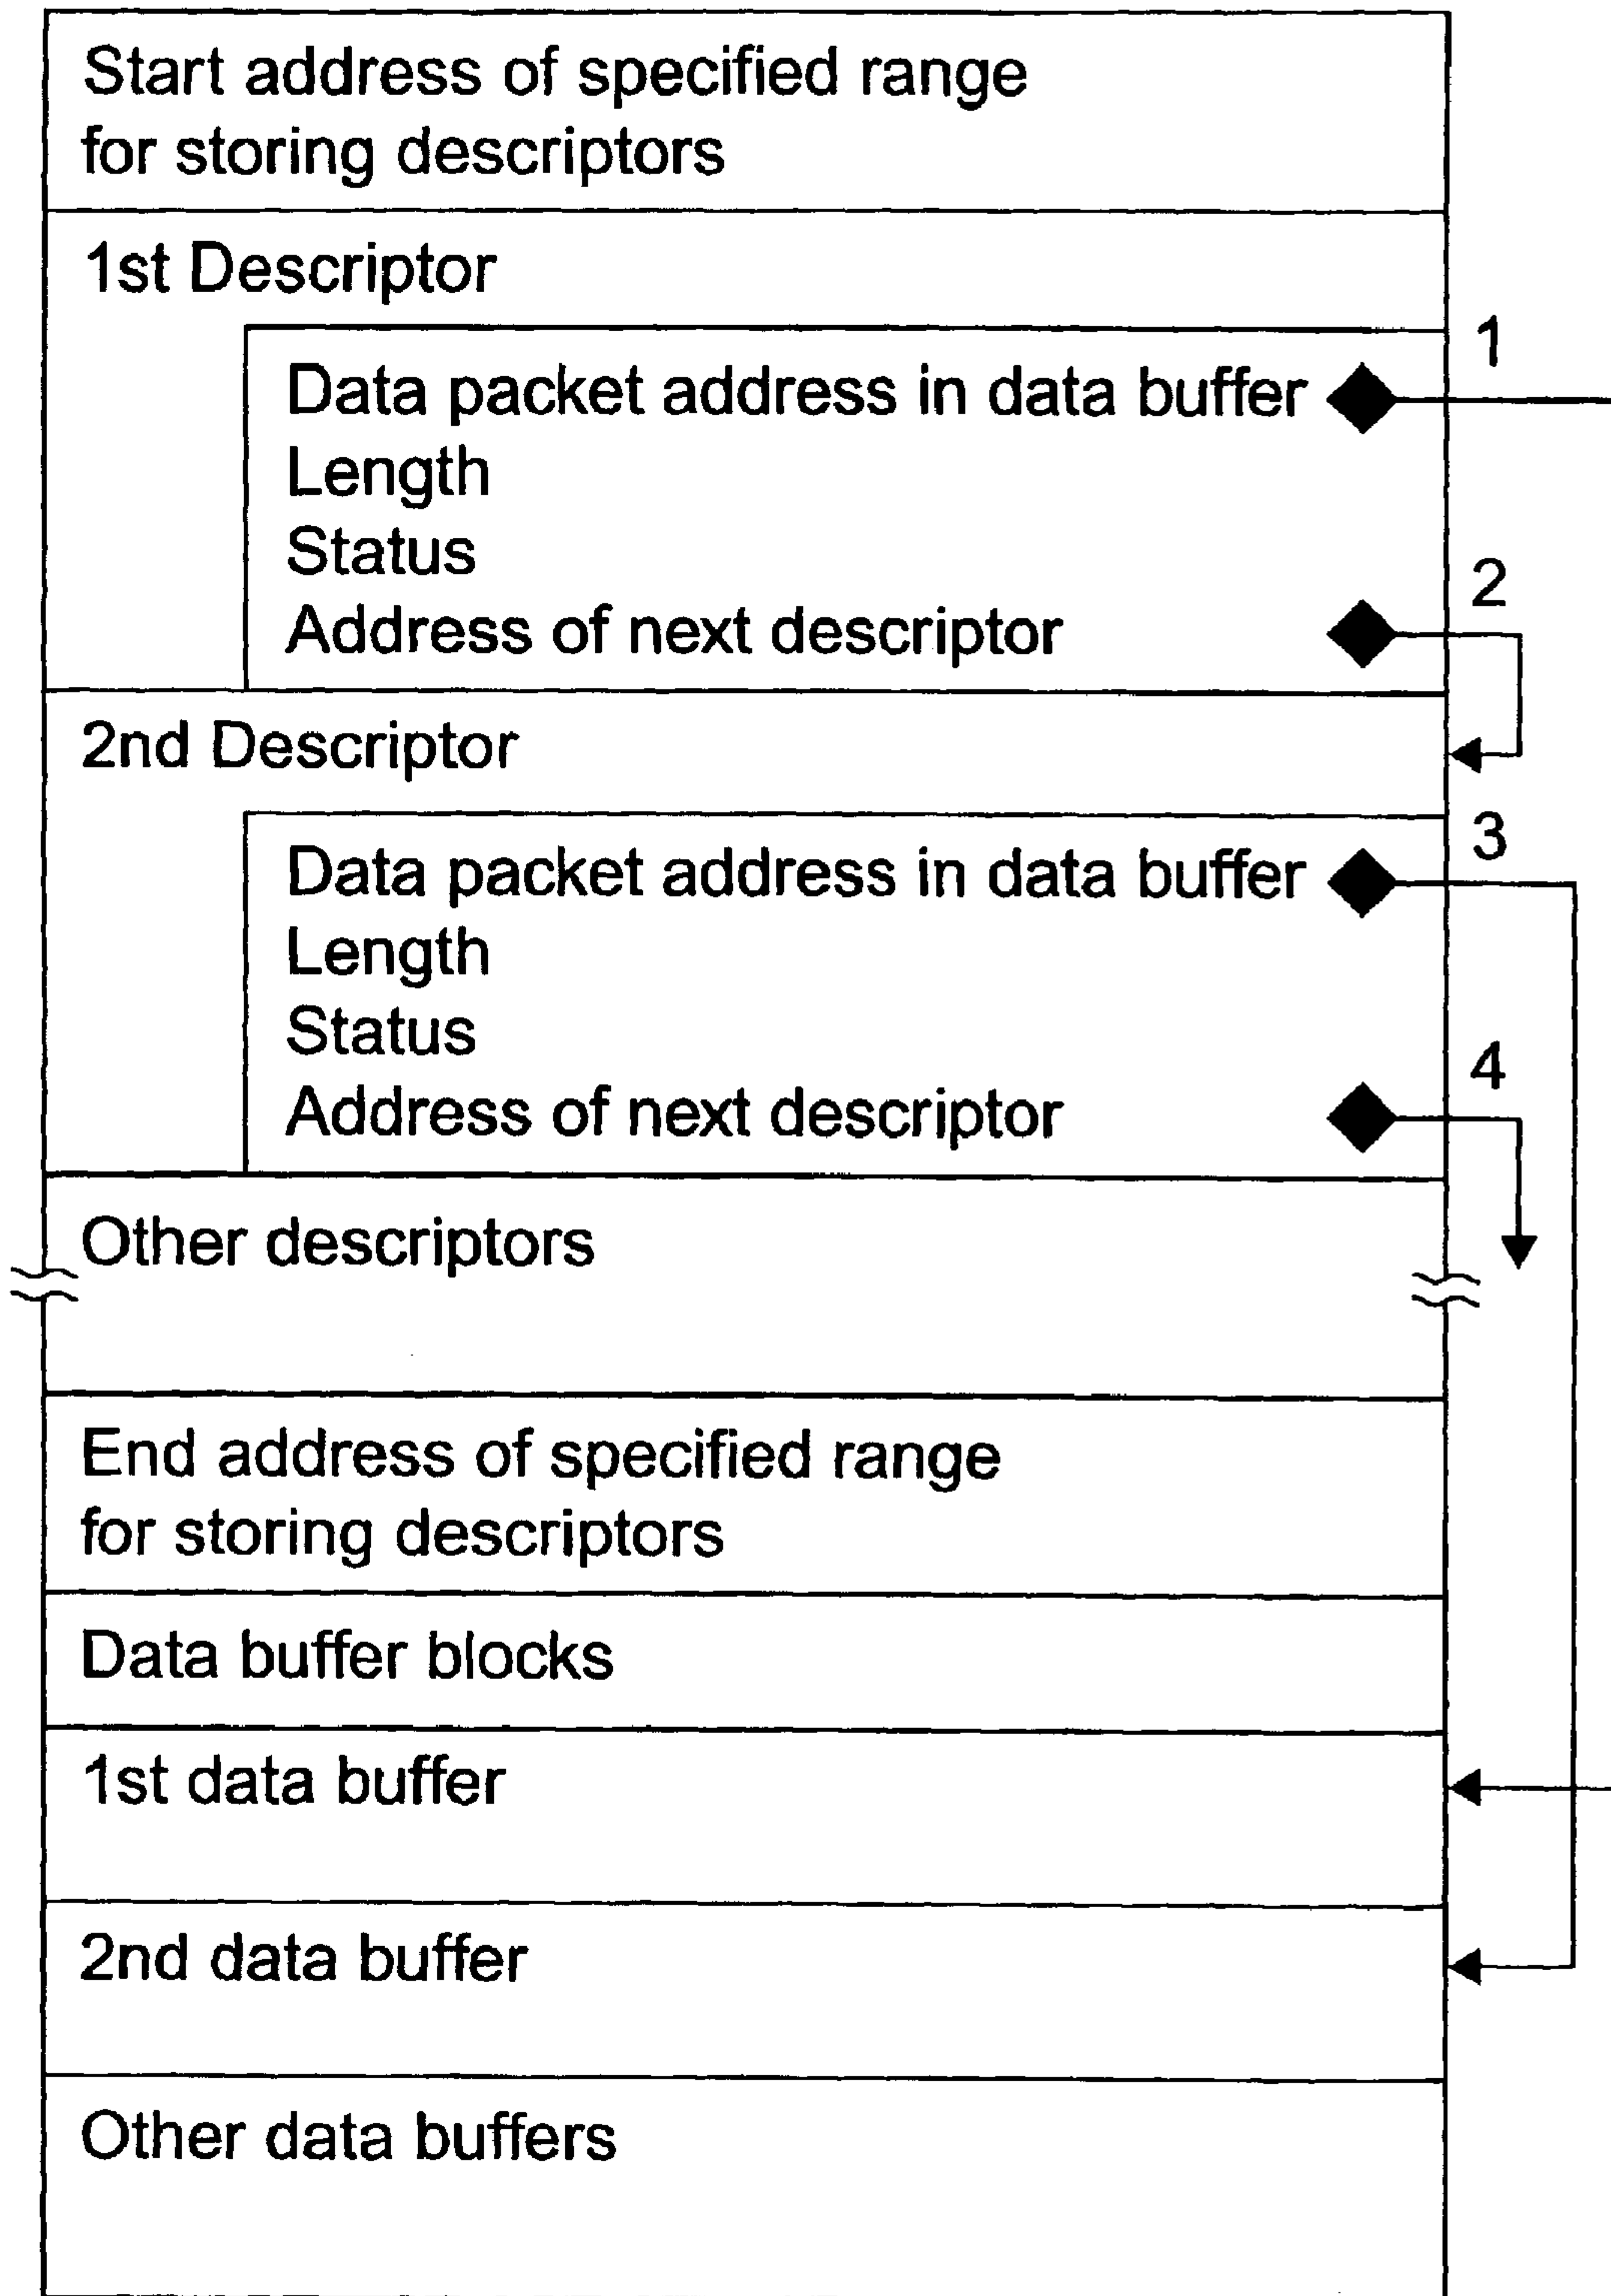 Start address of specified range
for storing descriptors
1st Descriptor
1
Data packet address in data buffer
Length
Status
2
Address of next descriptor
2nd Descriptor
3
Data packet address in data buffer
Length
Status
4
Address of next descriptor
Other descriptors
End address of specified range
for storing descriptors
Data buffer blocks
1st data buffer
2nd data buffer
Other data buffers